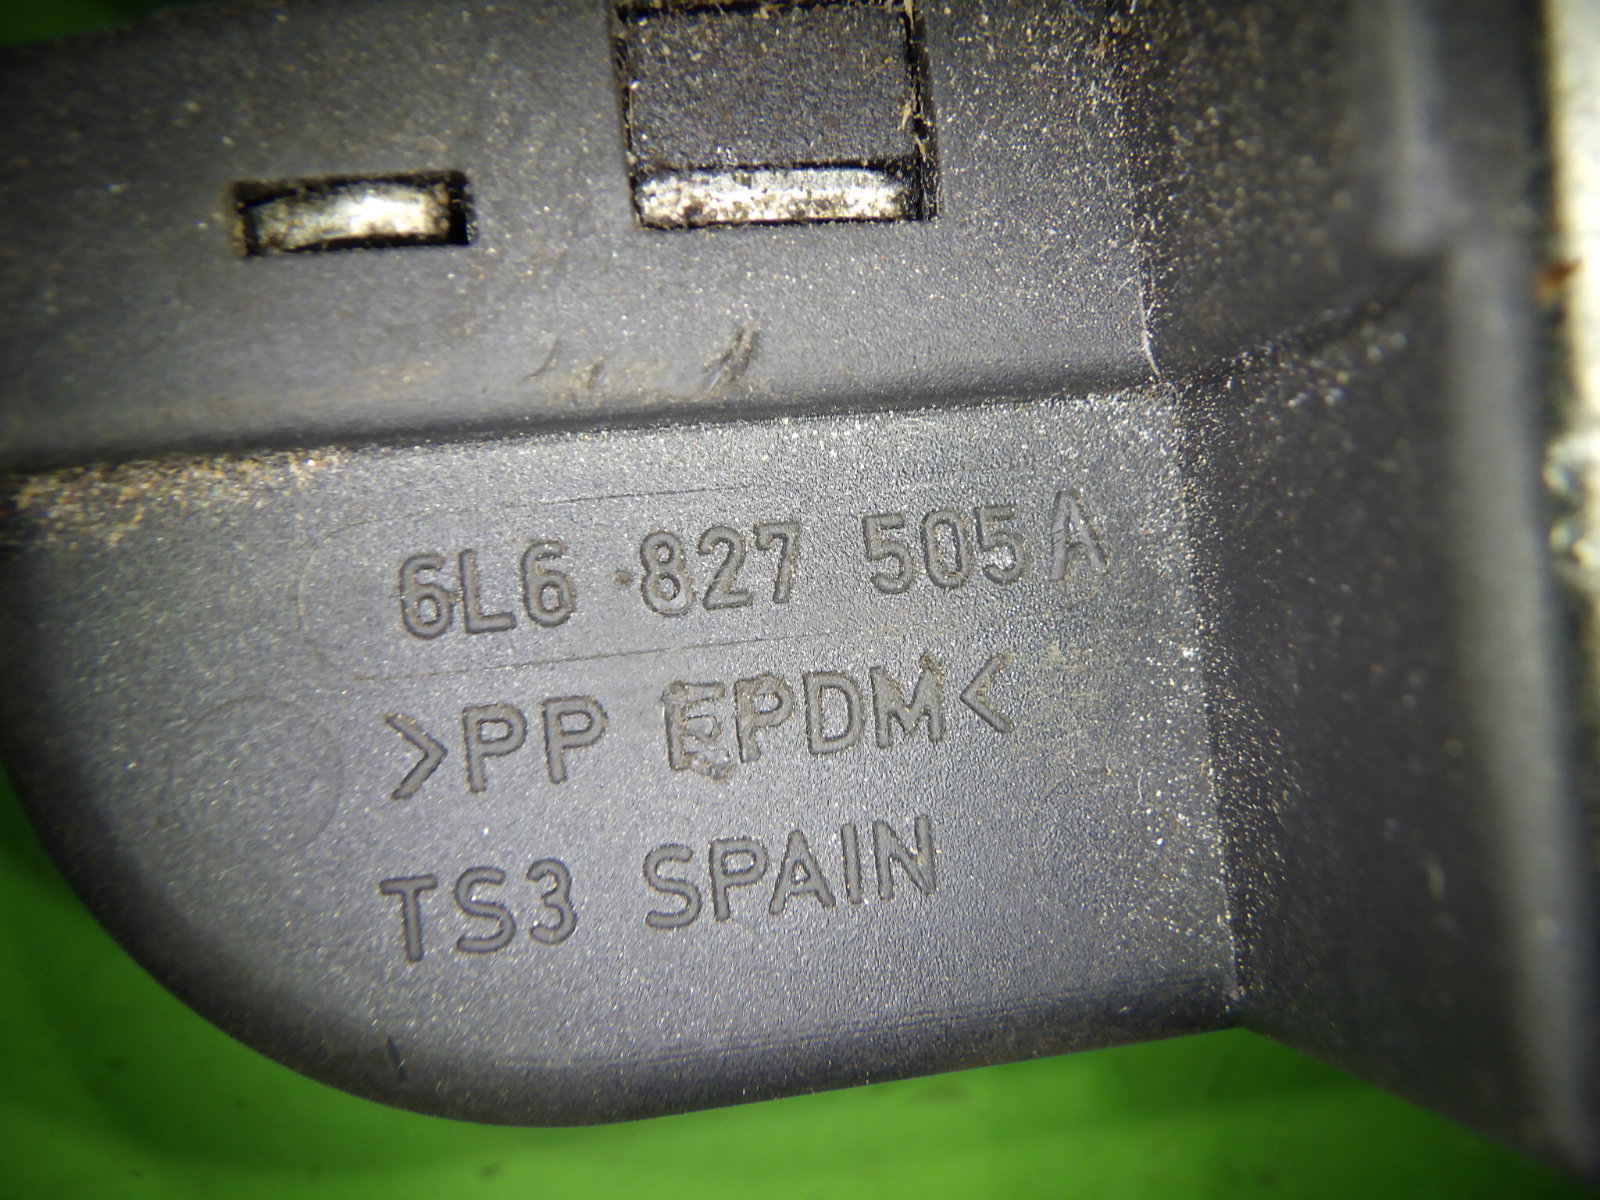 6L6 827 505 A
>PP EPDM<
TS3 SPAIN